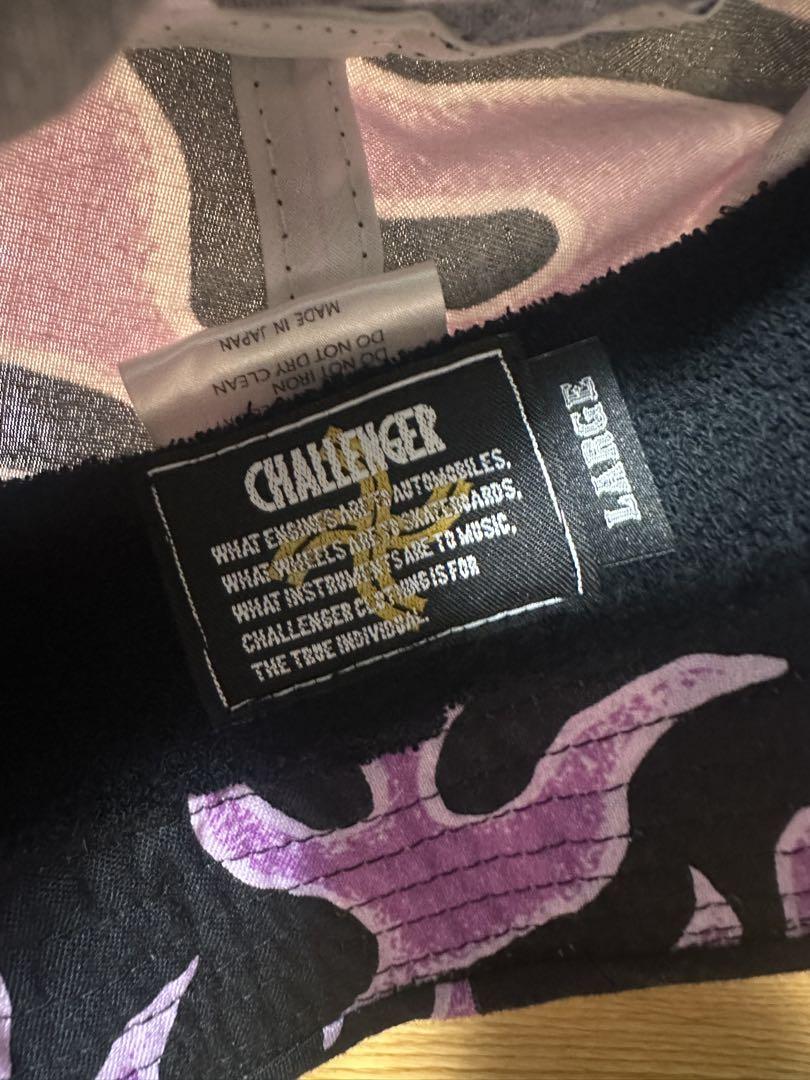 MADE IN JAPAN
DO NOT DRY CLEAN
DO NOT IRON
CHALLENGER
WHAT ENGINES ARE TO AUTOMOBILES,
WHAT WHEELS ARE TO SKATEBOARDS,
WHAT INSTRUMENTS ARE TO MUSIC,
CHALLENGER CLOTHING IS FOR
THE TRUE INDIVIDUAL.
LARGE